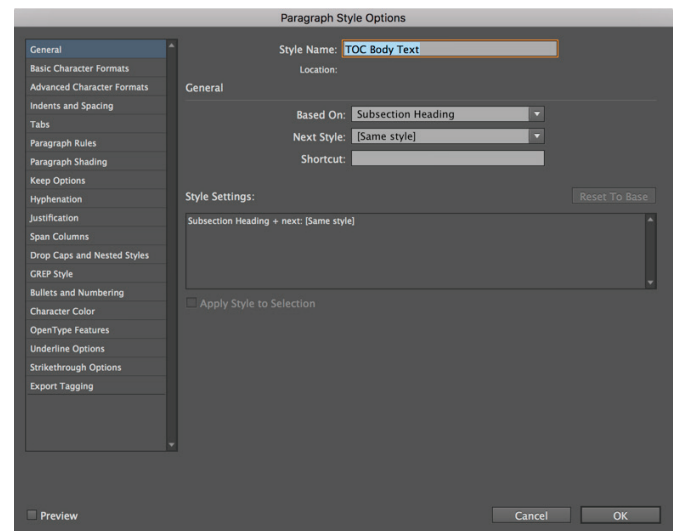 Paragraph Style Options
General
Basic Character Formats
Advanced Character Formats
Indents and Spacing
Tabs
Paragraph Rules
Paragraph Shading
Keep Options
Hyphenation
Justification
Span Columns
Drop Caps and Nested Styles
GREP Style
Bullets and Numbering
Character Color
OpenType Features
Underline Options
Strikethrough Options
Export Tagging
Style Name: TOC Body Text
Location:
General
Based On: Subsection Heading
Next Style: [Same style]
Shortcut:
Style Settings:
Reset To Base
Subsection Heading + next: [Same style]
Apply Style to Selection
Preview
Cancel
OK